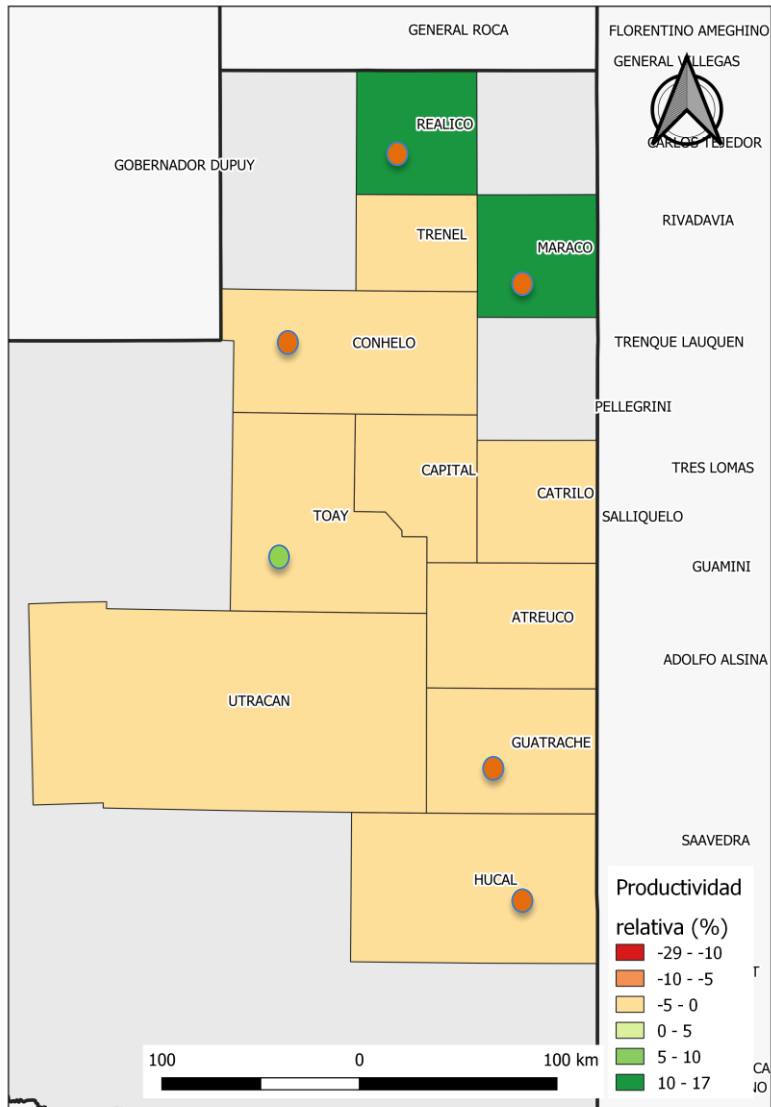 GENERAL ROCA
FLORENTINO AMEGHINO
GENERAL VILLEGAS
REALICO
CARLOS TEJEDOR
GOBERNADOR DUPUY
RIVADAVIA
TRENEL
MARACO
CONHELO
TRENQUE LAUQUEN
PELLEGRINI
CAPITAL
TRES LOMAS
CATRILO
TOAY
SALLIQUELO
GUAMINI
ATREUCO
ADOLFO ALSINA
UTRACAN
GUATRACHE
SAAVEDRA
HUCAL
Productividad
relativa (%)
-29 - -10
-10 - -5
-5 - 0
0 - 5
5 - 10
10 - 17
100 0 100 km